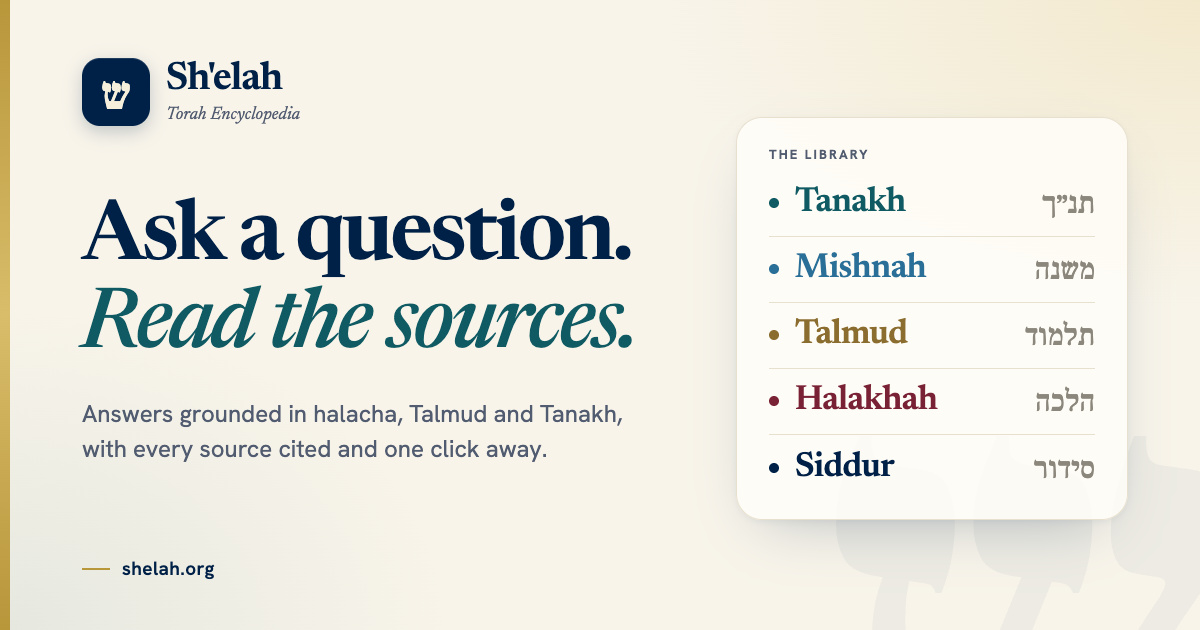 ש
Sh'elah
Torah Encyclopedia
Ask a question.
Read the sources.
Answers grounded in halacha, Talmud and Tanakh,
with every source cited and one click away.
shelah.org
THE LIBRARY
• Tanakh תנ״ך
• Mishnah משנה
• Talmud תלמוד
• Halakhah הלכה
• Siddur סידור